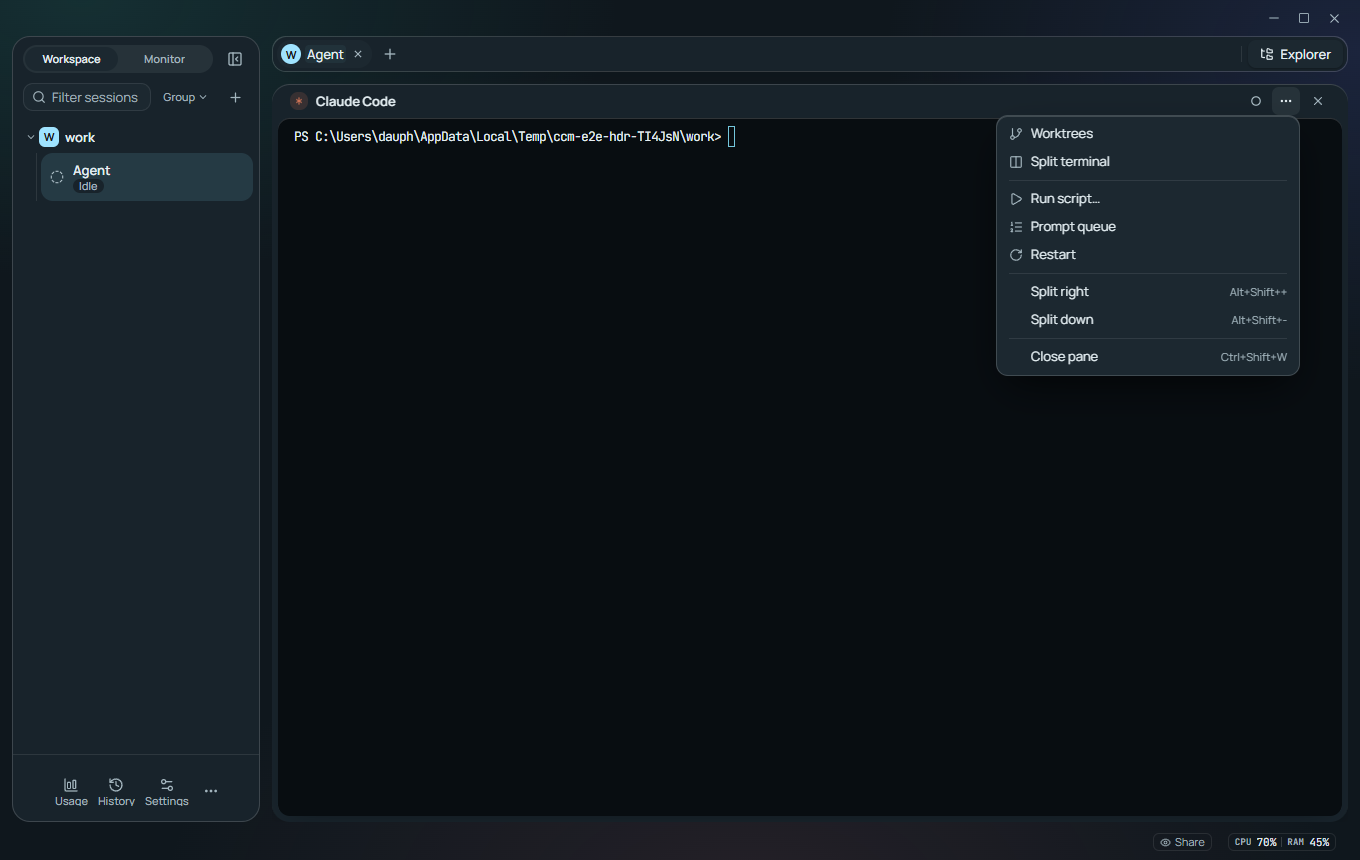 Workspace Monitor
W Agent
Explorer
Filter sessions Group
Claude Code
W work
PS C:\Users\dauph\AppData\Local\Temp\ccm-e2e-hdr-TI4JsN\work>
Agent
Idle
Worktrees
Split terminal
Run script...
Prompt queue
Restart
Split right Alt+Shift++
Split down Alt+Shift+-
Close pane Ctrl+Shift+W
Usage History Settings
Share CPU 70% RAM 45%